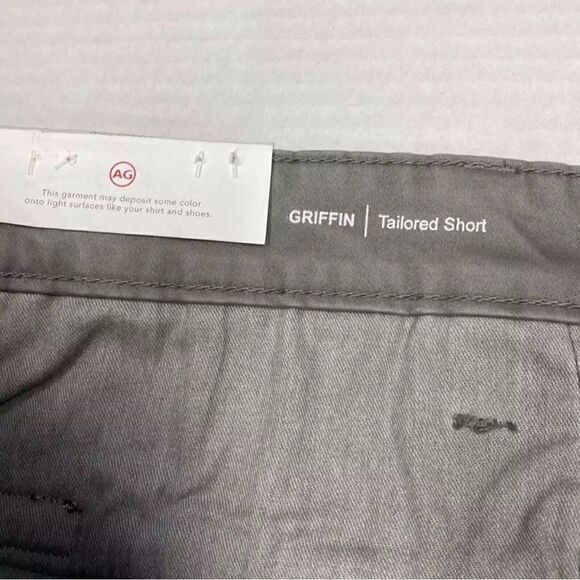 AG
This garment may deposit some color
onto light surfaces like your shirt and shoes.
GRIFFIN | Tailored Short